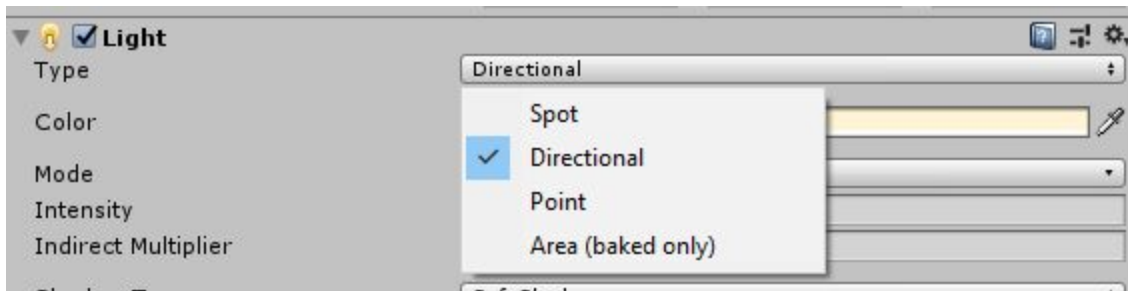 Light
Type Directional
Spot
Color
Directional
Mode
Point
Intensity
Indirect Multiplier Area (baked only)